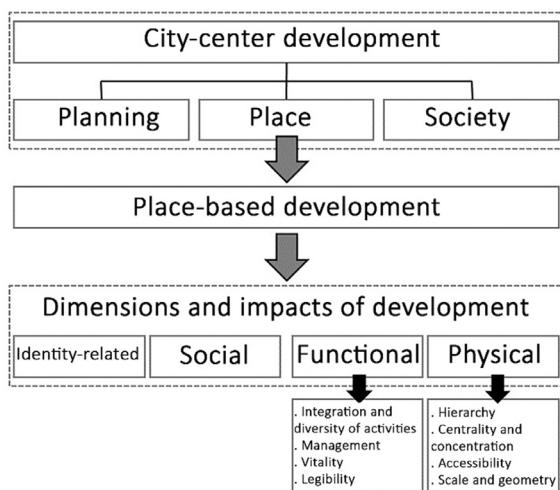 City-center development
Planning
Place
Society
Place-based development
Dimensions and impacts of development
Identity-related
Social
Functional
Physical
. Integration and
diversity of activities
. Management
. Vitality
. Legibility
. Hierarchy
. Centrality and
concentration
. Accessibility
. Scale and geometry